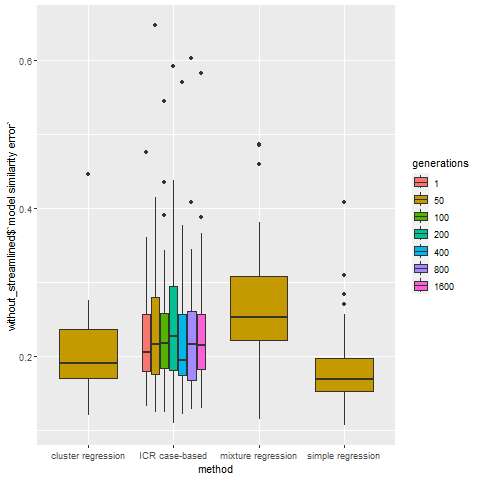 without_streamlined$`model similarity error`
0.6
0.4
0.2
cluster regression
ICR case-based
mixture regression
simple regression
method
generations
1
50
100
200
400
800
1600